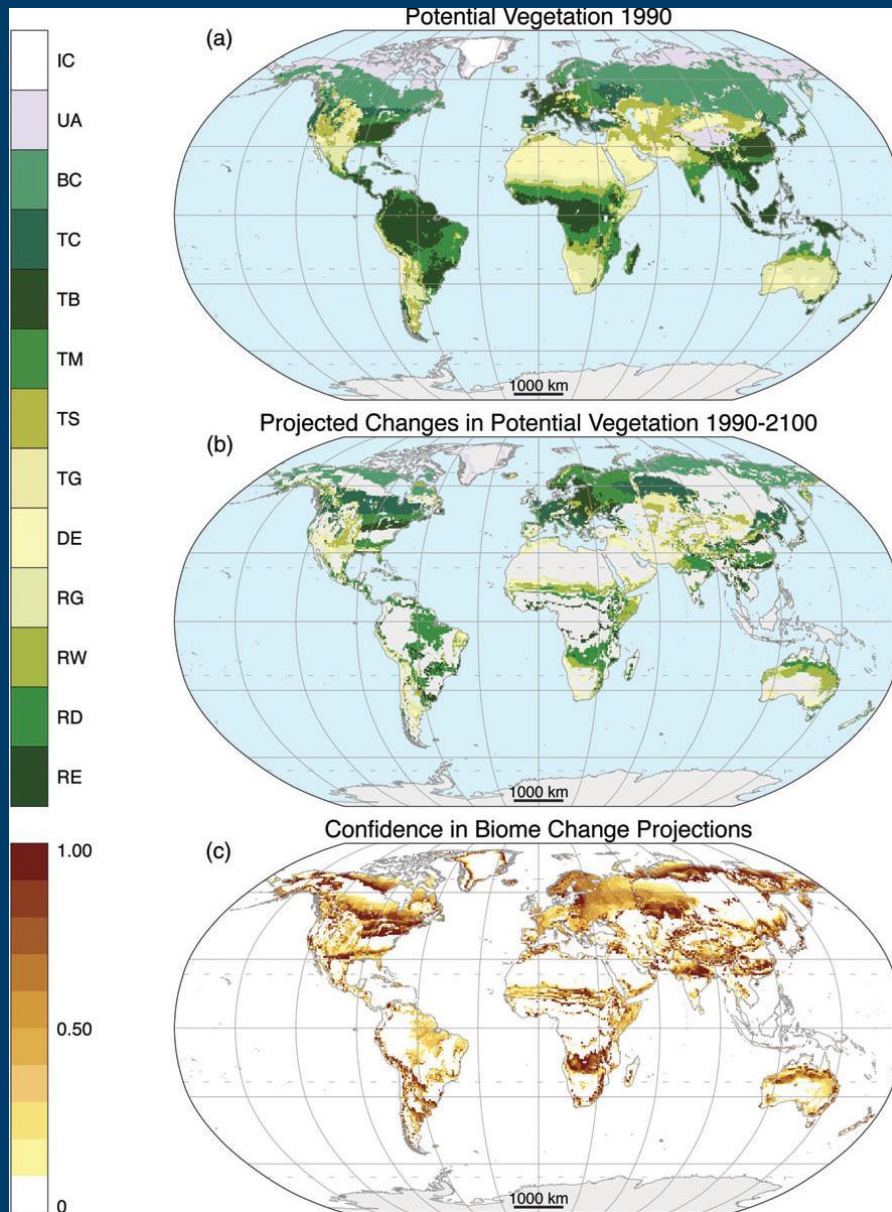 Potential Vegetation 1990
(a)
IC
UA
BC
TC
TB
TM
TS
TG
DE
RG
RW
RD
RE
1000 km
Projected Changes in Potential Vegetation 1990-2100
(b)
1000 km
Confidence in Biome Change Projections
(c)
1.00
0.50
0
1000 km